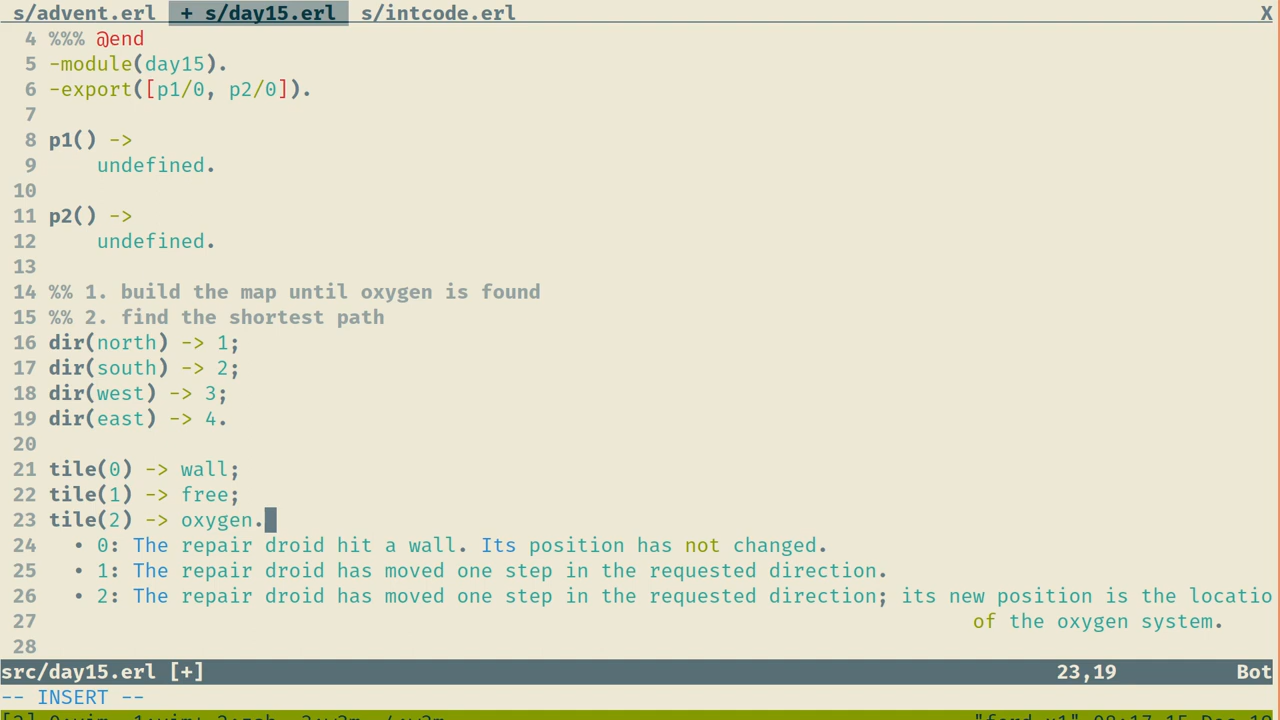 s/advent.erl + s/day15.erl s/intcode.erl X
4 %%% @end
5 -module(day15).
6 -export([p1/0, p2/0]).
7
8 p1() ->
9 undefined.
10
11 p2() ->
12 undefined.
13
14 %% 1. build the map until oxygen is found
15 %% 2. find the shortest path
16 dir(north) -> 1;
17 dir(south) -> 2;
18 dir(west) -> 3;
19 dir(east) -> 4.
20
21 tile(0) -> wall;
22 tile(1) -> free;
23 tile(2) -> oxygen.
24 • 0: The repair droid hit a wall. Its position has not changed.
25 • 1: The repair droid has moved one step in the requested direction.
26 • 2: The repair droid has moved one step in the requested direction; its new position is the locatio
27 of the oxygen system.
28
src/day15.erl [+] 23,19 Bot
-- INSERT --